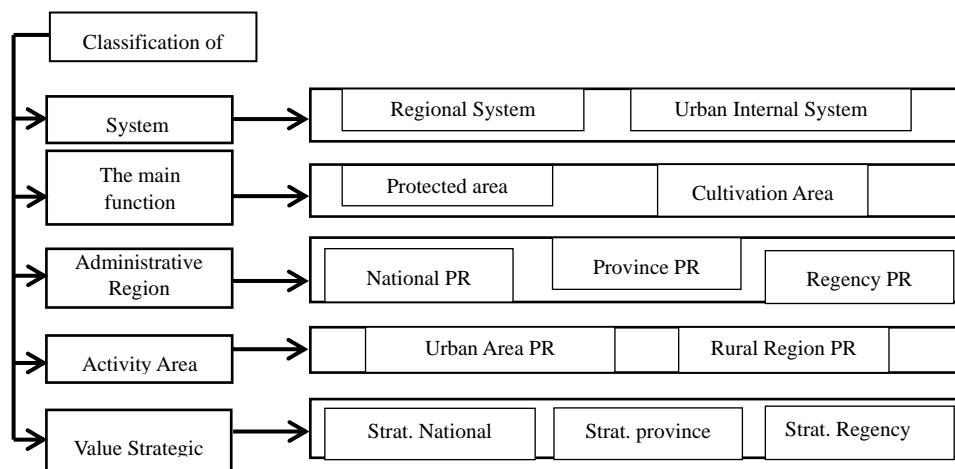 Classification of
System
Regional System
Urban Internal System
The main
function
Protected area
Cultivation Area
Administrative
Region
National PR
Province PR
Regency PR
Activity Area
Urban Area PR
Rural Region PR
Value Strategic
Strat. National
Strat. province
Strat. Regency